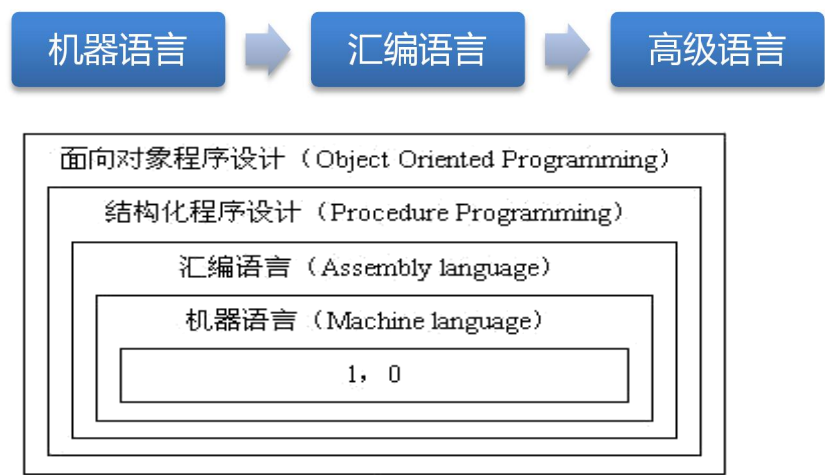 机器语言 汇编语言 高级语言
面向对象程序设计（Object Oriented Programming）
结构化程序设计（Procedure Programming）
汇编语言（Assembly language）
机器语言（Machine language）
1，0